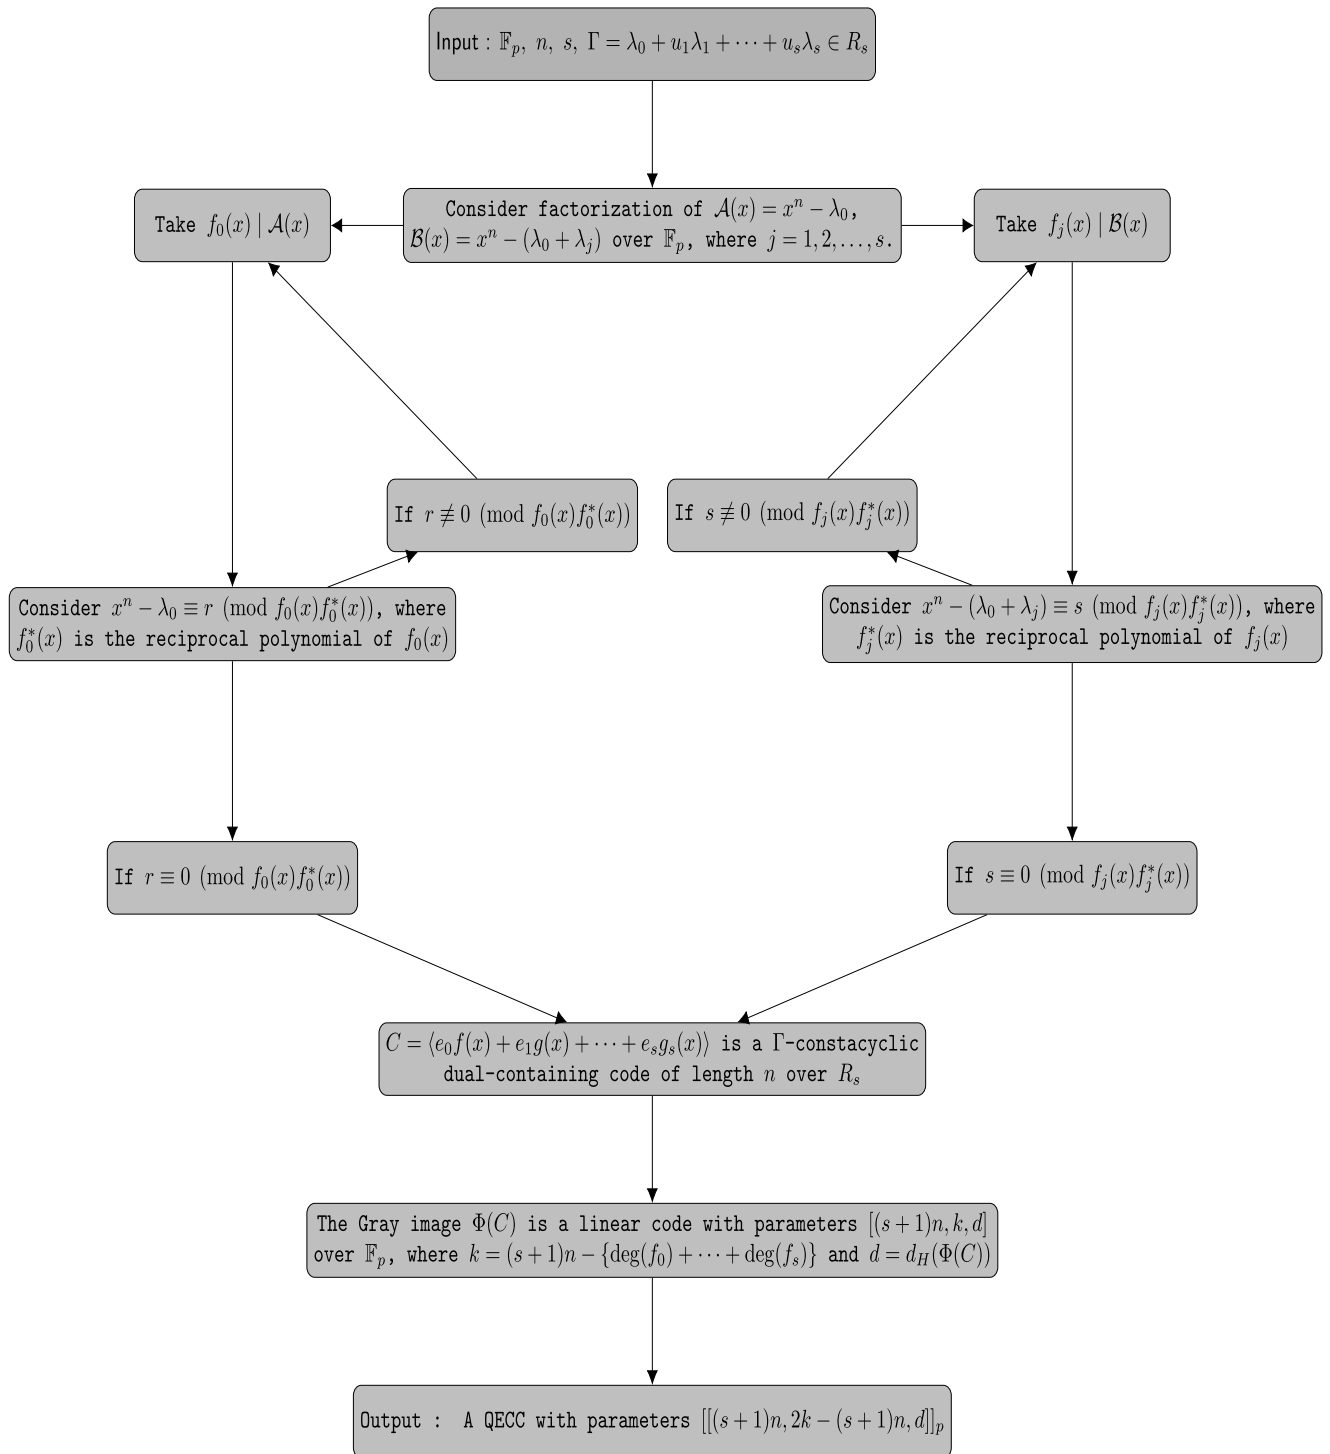 Input : 𝔽_p, n, s, Γ = λ_0 + u_1λ_1 + ⋯ + u_sλ_s ∈ R_s
Consider factorization of 𝒜(x) = x^n − λ_0,
ℬ(x) = x^n − (λ_0 + λ_j) over 𝔽_p, where j = 1, 2, …, s.
Take f_0(x) | 𝒜(x)
Take f_j(x) | ℬ(x)
If r ≢ 0 (mod f_0(x)f_0^*(x))
If s ≢ 0 (mod f_j(x)f_j^*(x))
Consider x^n − λ_0 ≡ r (mod f_0(x)f_0^*(x)), where
f_0^*(x) is the reciprocal polynomial of f_0(x)
Consider x^n − (λ_0 + λ_j) ≡ s (mod f_j(x)f_j^*(x)), where
f_j^*(x) is the reciprocal polynomial of f_j(x)
If r ≡ 0 (mod f_0(x)f_0^*(x))
If s ≡ 0 (mod f_j(x)f_j^*(x))
C = ⟨e_0f(x) + e_1g(x) + ⋯ + e_sg_s(x)⟩ is a Γ-constacyclic
dual-containing code of length n over R_s
The Gray image Φ(C) is a linear code with parameters [(s + 1)n, k, d]
over 𝔽_p, where k = (s + 1)n − {deg(f_0) + ⋯ + deg(f_s)} and d = d_H(Φ(C))
Output : A QECC with parameters [[(s + 1)n, 2k − (s + 1)n, d]]_p